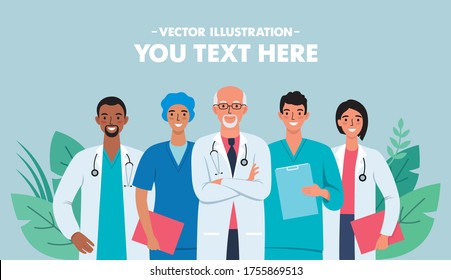 –VECTOR ILLUSTRATION–
YOU TEXT HERE
shutterstock®
IMAGE ID: 1755869513
www.shutterstock.com